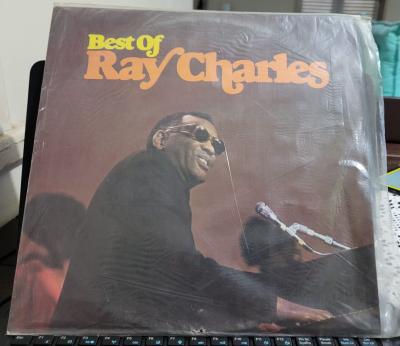 Best Of
Ray Charles